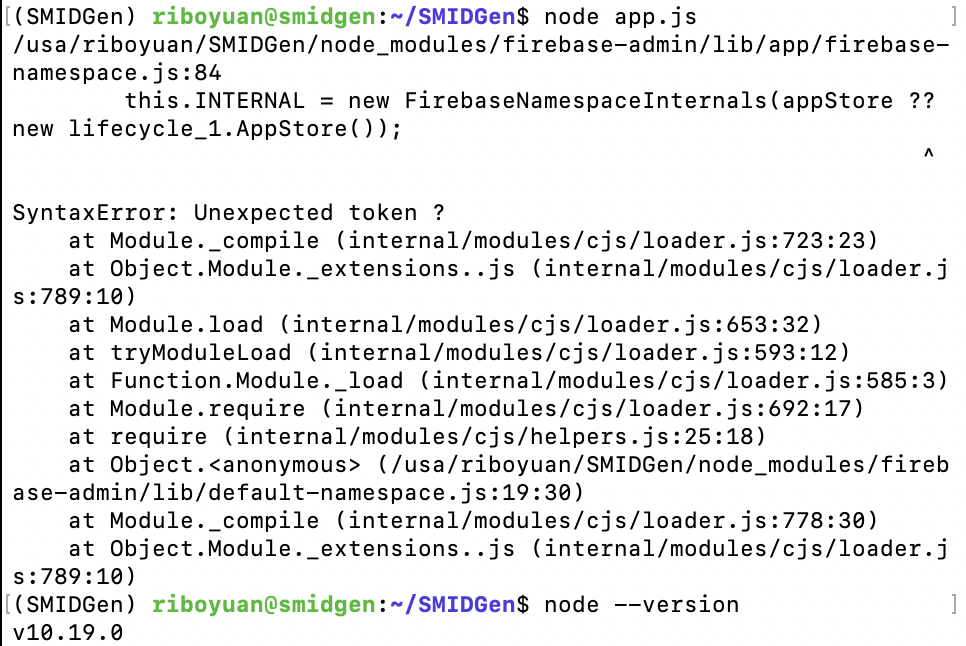 [(SMIDGen) riboyuan@smidgen:~/SMIDGen$ node app.js ]
/usa/riboyuan/SMIDGen/node_modules/firebase-admin/lib/app/firebase-
namespace.js:84
        this.INTERNAL = new FirebaseNamespaceInternals(appStore ??
new lifecycle_1.AppStore());
                                                                 ^
SyntaxError: Unexpected token ?
    at Module._compile (internal/modules/cjs/loader.js:723:23)
    at Object.Module._extensions..js (internal/modules/cjs/loader.j
s:789:10)
    at Module.load (internal/modules/cjs/loader.js:653:32)
    at tryModuleLoad (internal/modules/cjs/loader.js:593:12)
    at Function.Module._load (internal/modules/cjs/loader.js:585:3)
    at Module.require (internal/modules/cjs/loader.js:692:17)
    at require (internal/modules/cjs/helpers.js:25:18)
    at Object.<anonymous> (/usa/riboyuan/SMIDGen/node_modules/fireb
ase-admin/lib/default-namespace.js:19:30)
    at Module._compile (internal/modules/cjs/loader.js:778:30)
    at Object.Module._extensions..js (internal/modules/cjs/loader.j
s:789:10)
[(SMIDGen) riboyuan@smidgen:~/SMIDGen$ node --version ]
v10.19.0